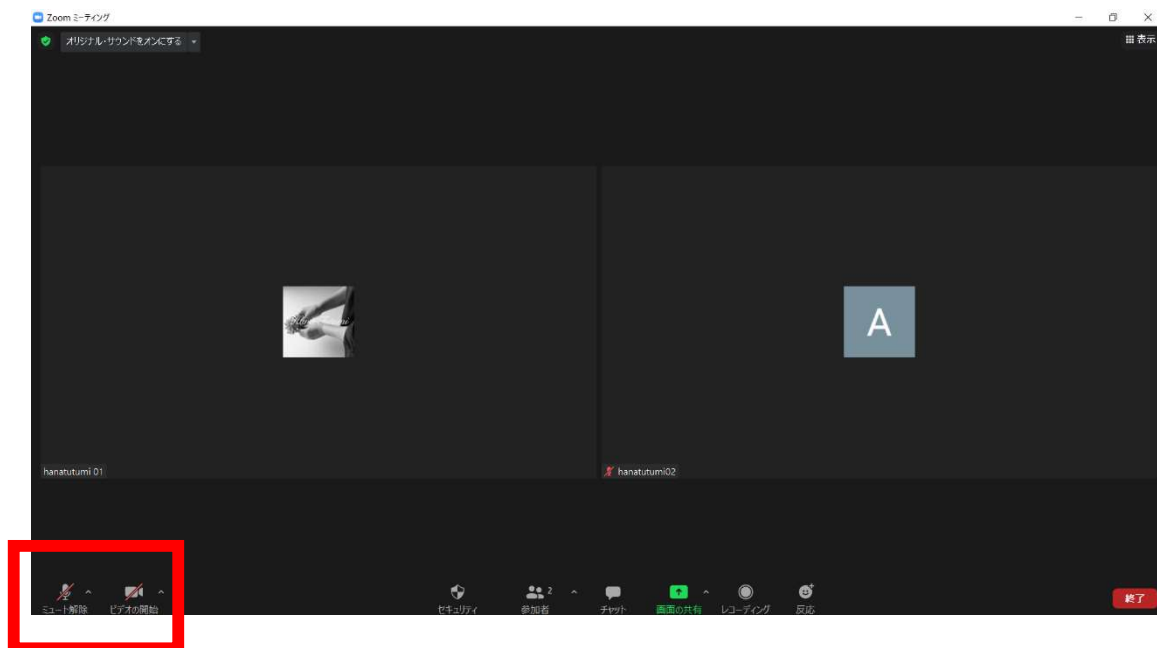 Zoom ミーティング
オリジナル・サウンドをオンにする
表示
A
hanatutumi 01
hanatutumi02
ミュート解除
ビデオの開始
セキュリティ
2
参加者
チャット
画面の共有
レコーディング
反応
終了